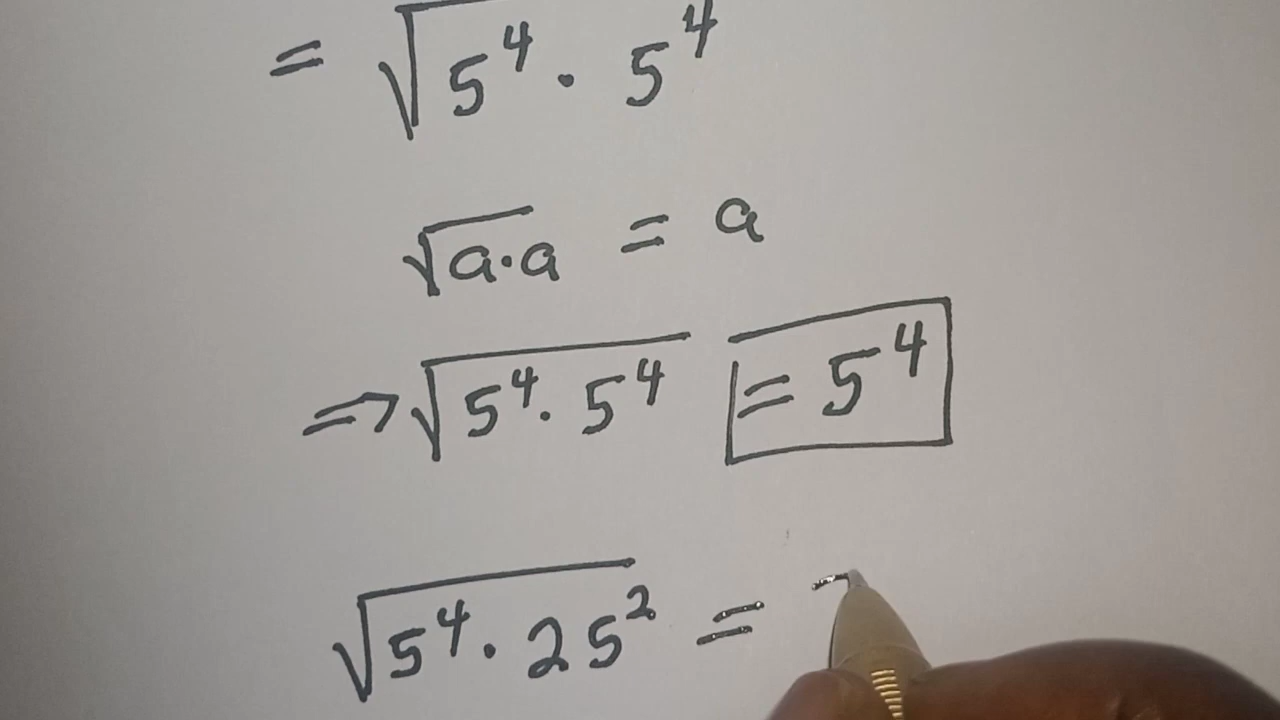 = √5⁴ · 5⁴
√a·a = a
⇒ √5⁴ · 5⁴ = 5⁴
√5⁴ · 25² =